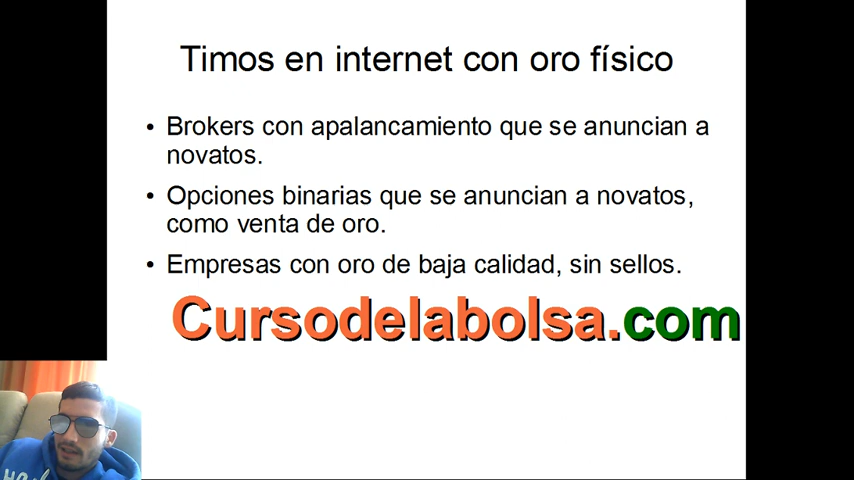 Timos en internet con oro físico
• Brokers con apalancamiento que se anuncian a
novatos.
• Opciones binarias que se anuncian a novatos,
como venta de oro.
• Empresas con oro de baja calidad, sin sellos.
Cursodelabolsa.com